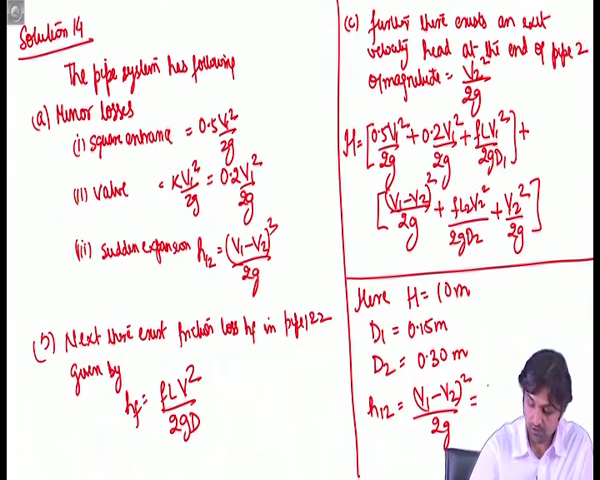 Solution 14
The pipe system has following
(a) Minor losses
(i) square entrance = 0.5V₁²/2g
(ii) valve = KV₁²/2g = 0.2V₁²/2g
(iii) sudden expansion h₁₂ = (V₁-V₂)²/2g
(b) Next there exist friction loss hf in pipe 1 & 2
given by
hf = fLV²/2gD
(c) further there exists an exit
velocity head at the end of pipe 2
of magnitude = V₂²/2g
H = [0.5V₁²/2g + 0.2V₁²/2g + fLV₁²/2gD₁] +
[(V₁-V₂)²/2g + fL₂V₂²/2gD₂ + V₂²/2g]
Here H = 10m
D₁ = 0.15m
D₂ = 0.30m
h₁₂ = (V₁-V₂)²/2g =